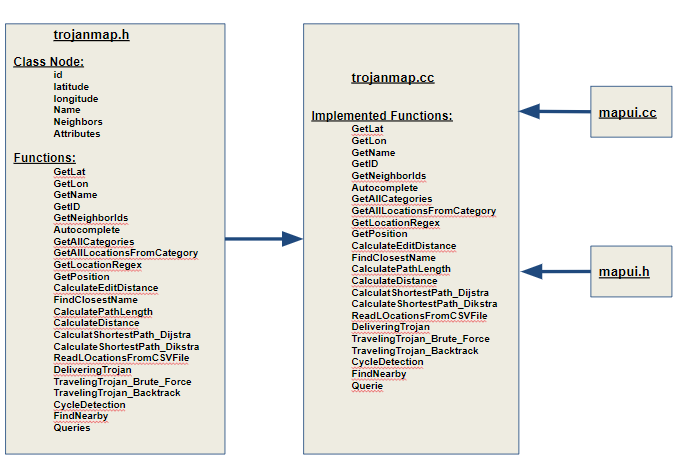 trojanmap.h
Class Node:
id
latitude
longitude
Name
Neighbors
Attributes
Functions:
GetLat
GetLon
GetName
GetID
GetNeighborIds
Autocomplete
GetAllCategories
GetAllLocationsFromCategory
GetLocationRegex
GetPosition
CalculateEditDistance
FindClosestName
CalculatePathLength
CalculateDistance
CalculatShortestPath_Dijstra
CalculateShortestPath_Dikstra
ReadLOcationsFromCSVFile
DeliveringTrojan
TravelingTrojan_Brute_Force
TravelingTrojan_Backtrack
CycleDetection
FindNearby
Queries
trojanmap.cc
Implemented Functions:
GetLat
GetLon
GetName
GetID
GetNeighborIds
Autocomplete
GetAllCategories
GetAllLocationsFromCategory
GetLocationRegex
GetPosition
CalculateEditDistance
FindClosestName
CalculatePathLength
CalculateDistance
CalculatShortestPath_Dijstra
CalculateShortestPath_Dikstra
ReadLOcationsFromCSVFile
DeliveringTrojan
TravelingTrojan_Brute_Force
TravelingTrojan_Backtrack
CycleDetection
FindNearby
Querie
mapui.cc
mapui.h